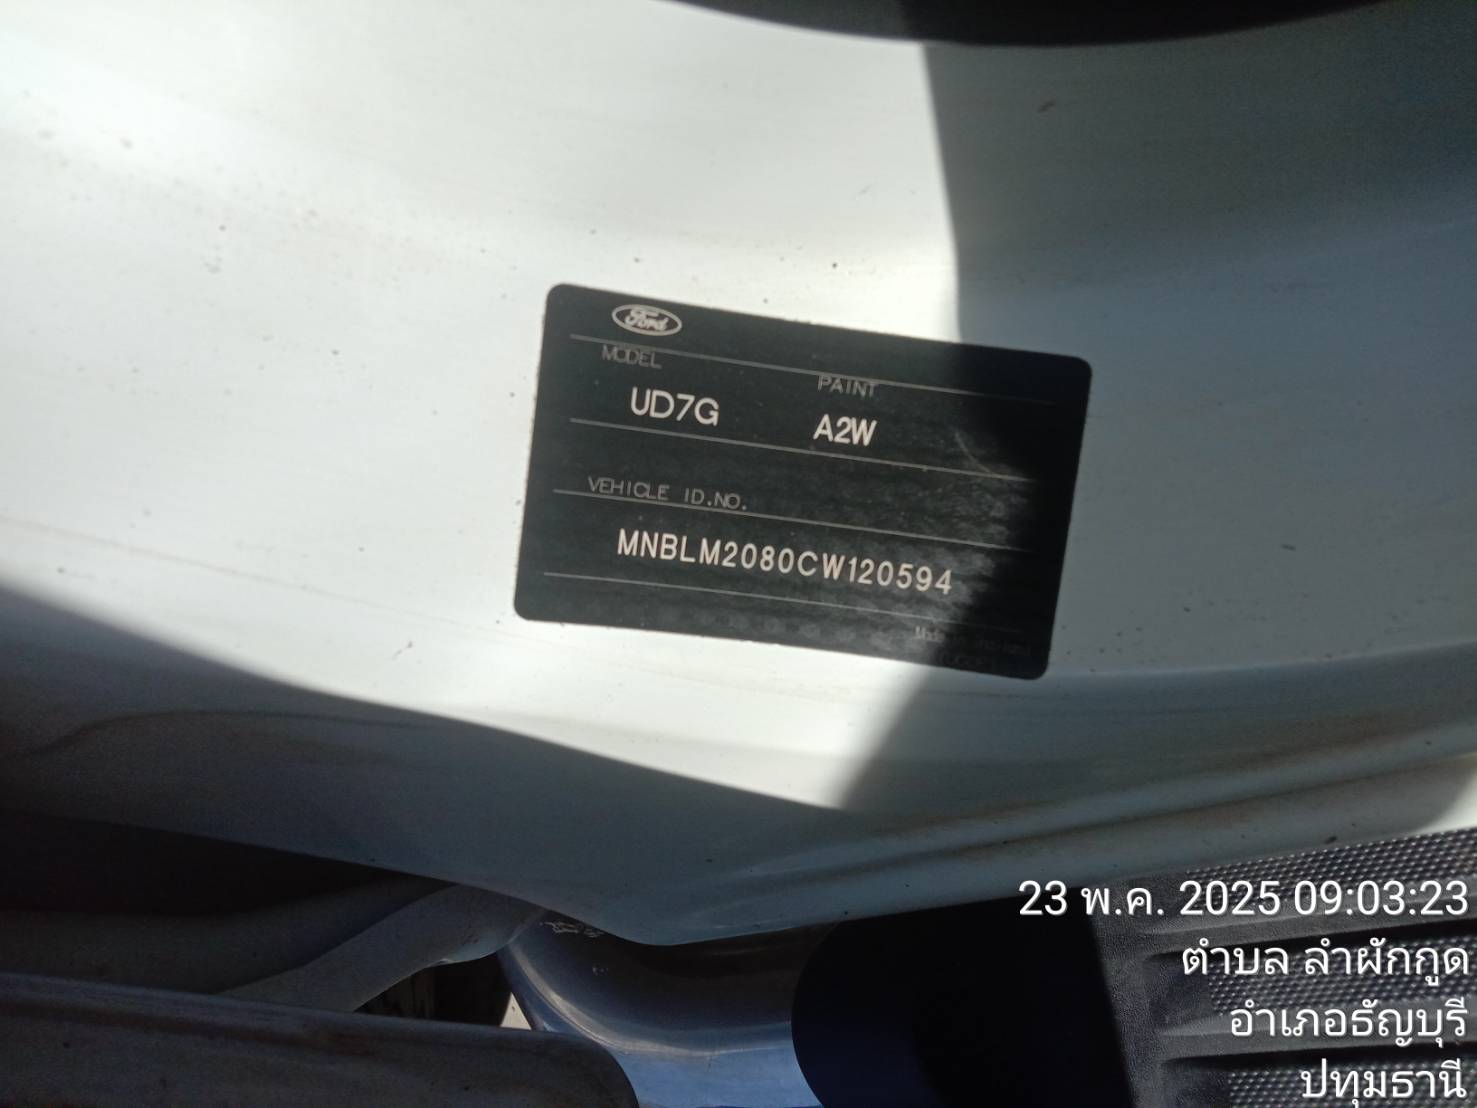 Ford
MODEL PAINT
UD7G A2W
VEHICLE ID.NO.
MNBLM2080CW120594
23 พ.ค. 2025 09:03:23
ตำบล ลำผักกูด
อำเภอธัญบุรี
ปทุมธานี